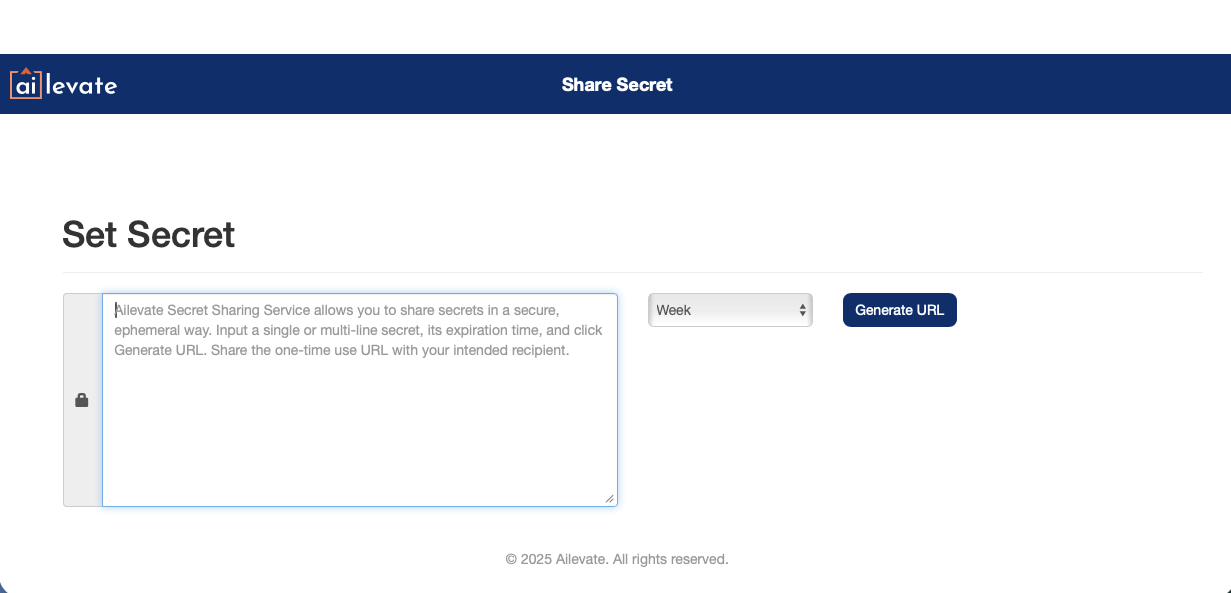 ailevate
Share Secret
Set Secret
Ailevate Secret Sharing Service allows you to share secrets in a secure,
ephemeral way. Input a single or multi-line secret, its expiration time, and click
Generate URL. Share the one-time use URL with your intended recipient.
Week
Generate URL
© 2025 Ailevate. All rights reserved.